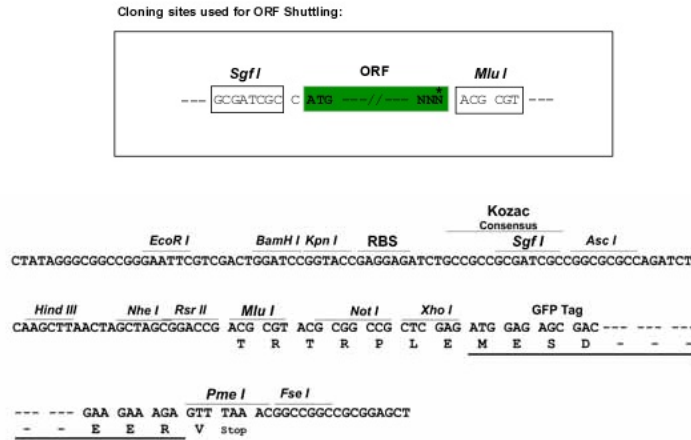 Cloning sites used for ORF Shuttling:
Sgf I ORF Mlu I
--- GCGATCGC C ATG ---//--- NNN* ACG CGT ---
Kozac
Consensus
EcoR I BamH I Kpn I RBS Sgf I Asc I
CTATAGGGCGGCCGGGAATTCGTCGACTGGATCCGGTACCGAGGAGATCTGCCGCCGCGATCGCCGGCGCGCCAGATCT
Hind III Nhe I Rsr II Mlu I Not I Xho I GFP Tag
CAAGCTTAACTAGCTAGCGGACCG ACG CGT ACG CGG CCG CTC GAG ATG GAG AGC GAC --- ---
T R T R P L E M E S D - -
Pme I Fse I
--- --- GAA GAA AGA GTT TAA ACGGCCGGCCGCGGAGCT
- - E E R V Stop